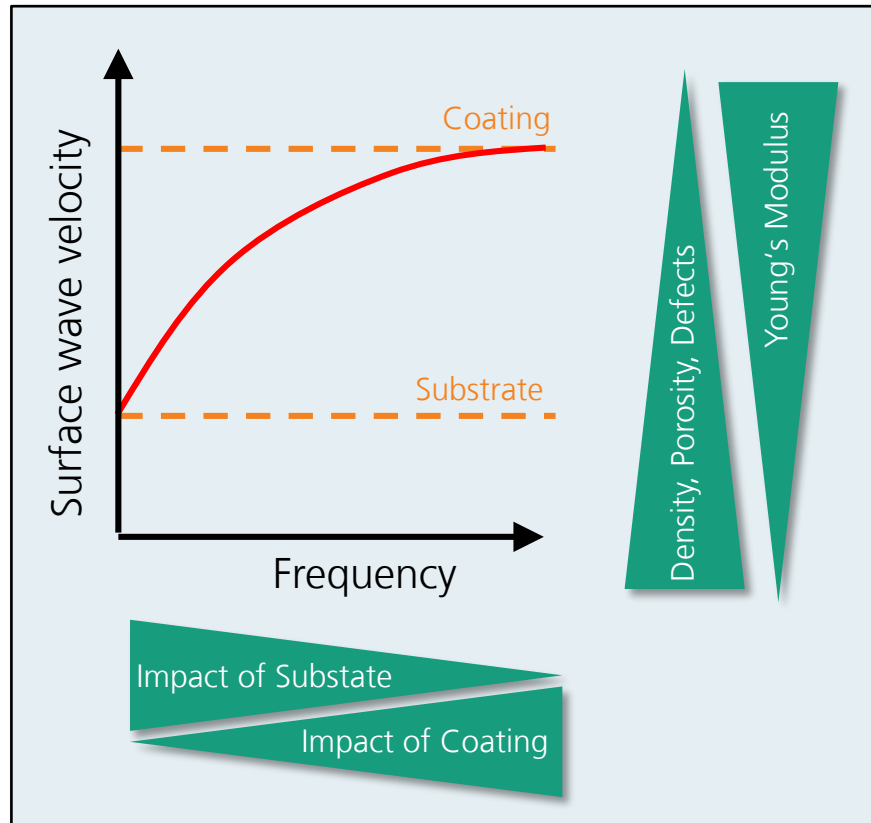 Surface wave velocity
Coating
Substrate
Frequency
Density, Porosity, Defects
Young's Modulus
Impact of Substate
Impact of Coating